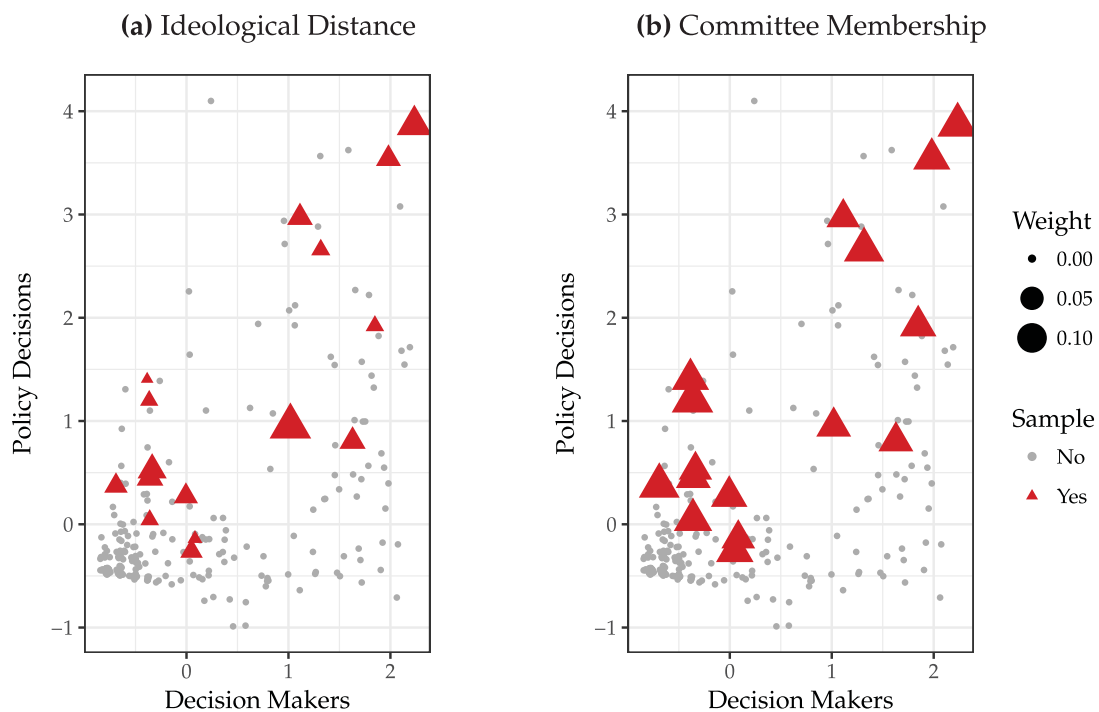 (a) Ideological Distance
(b) Committee Membership
Policy Decisions
4
3
2
1
0
−1
0
1
2
Decision Makers
Policy Decisions
4
3
2
1
0
−1
0
1
2
Decision Makers
Weight
0.00
0.05
0.10
Sample
No
Yes